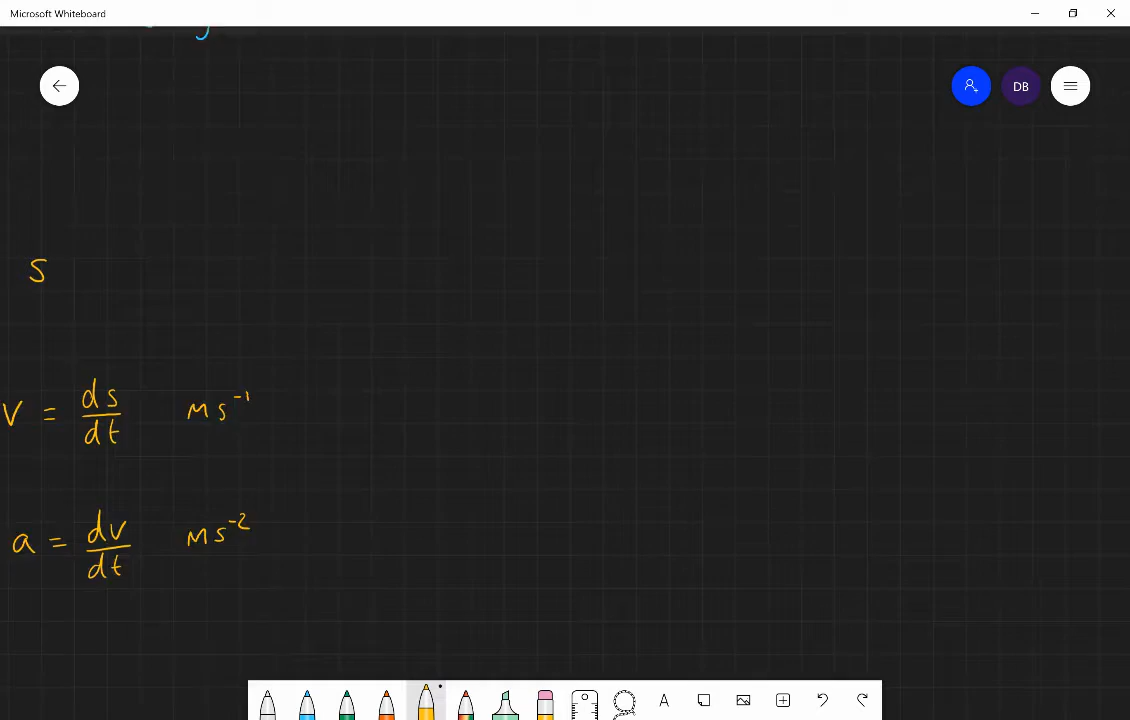 Microsoft Whiteboard
y
DB
s
v = ds/dt ms⁻¹
a = dv/dt ms⁻²
A